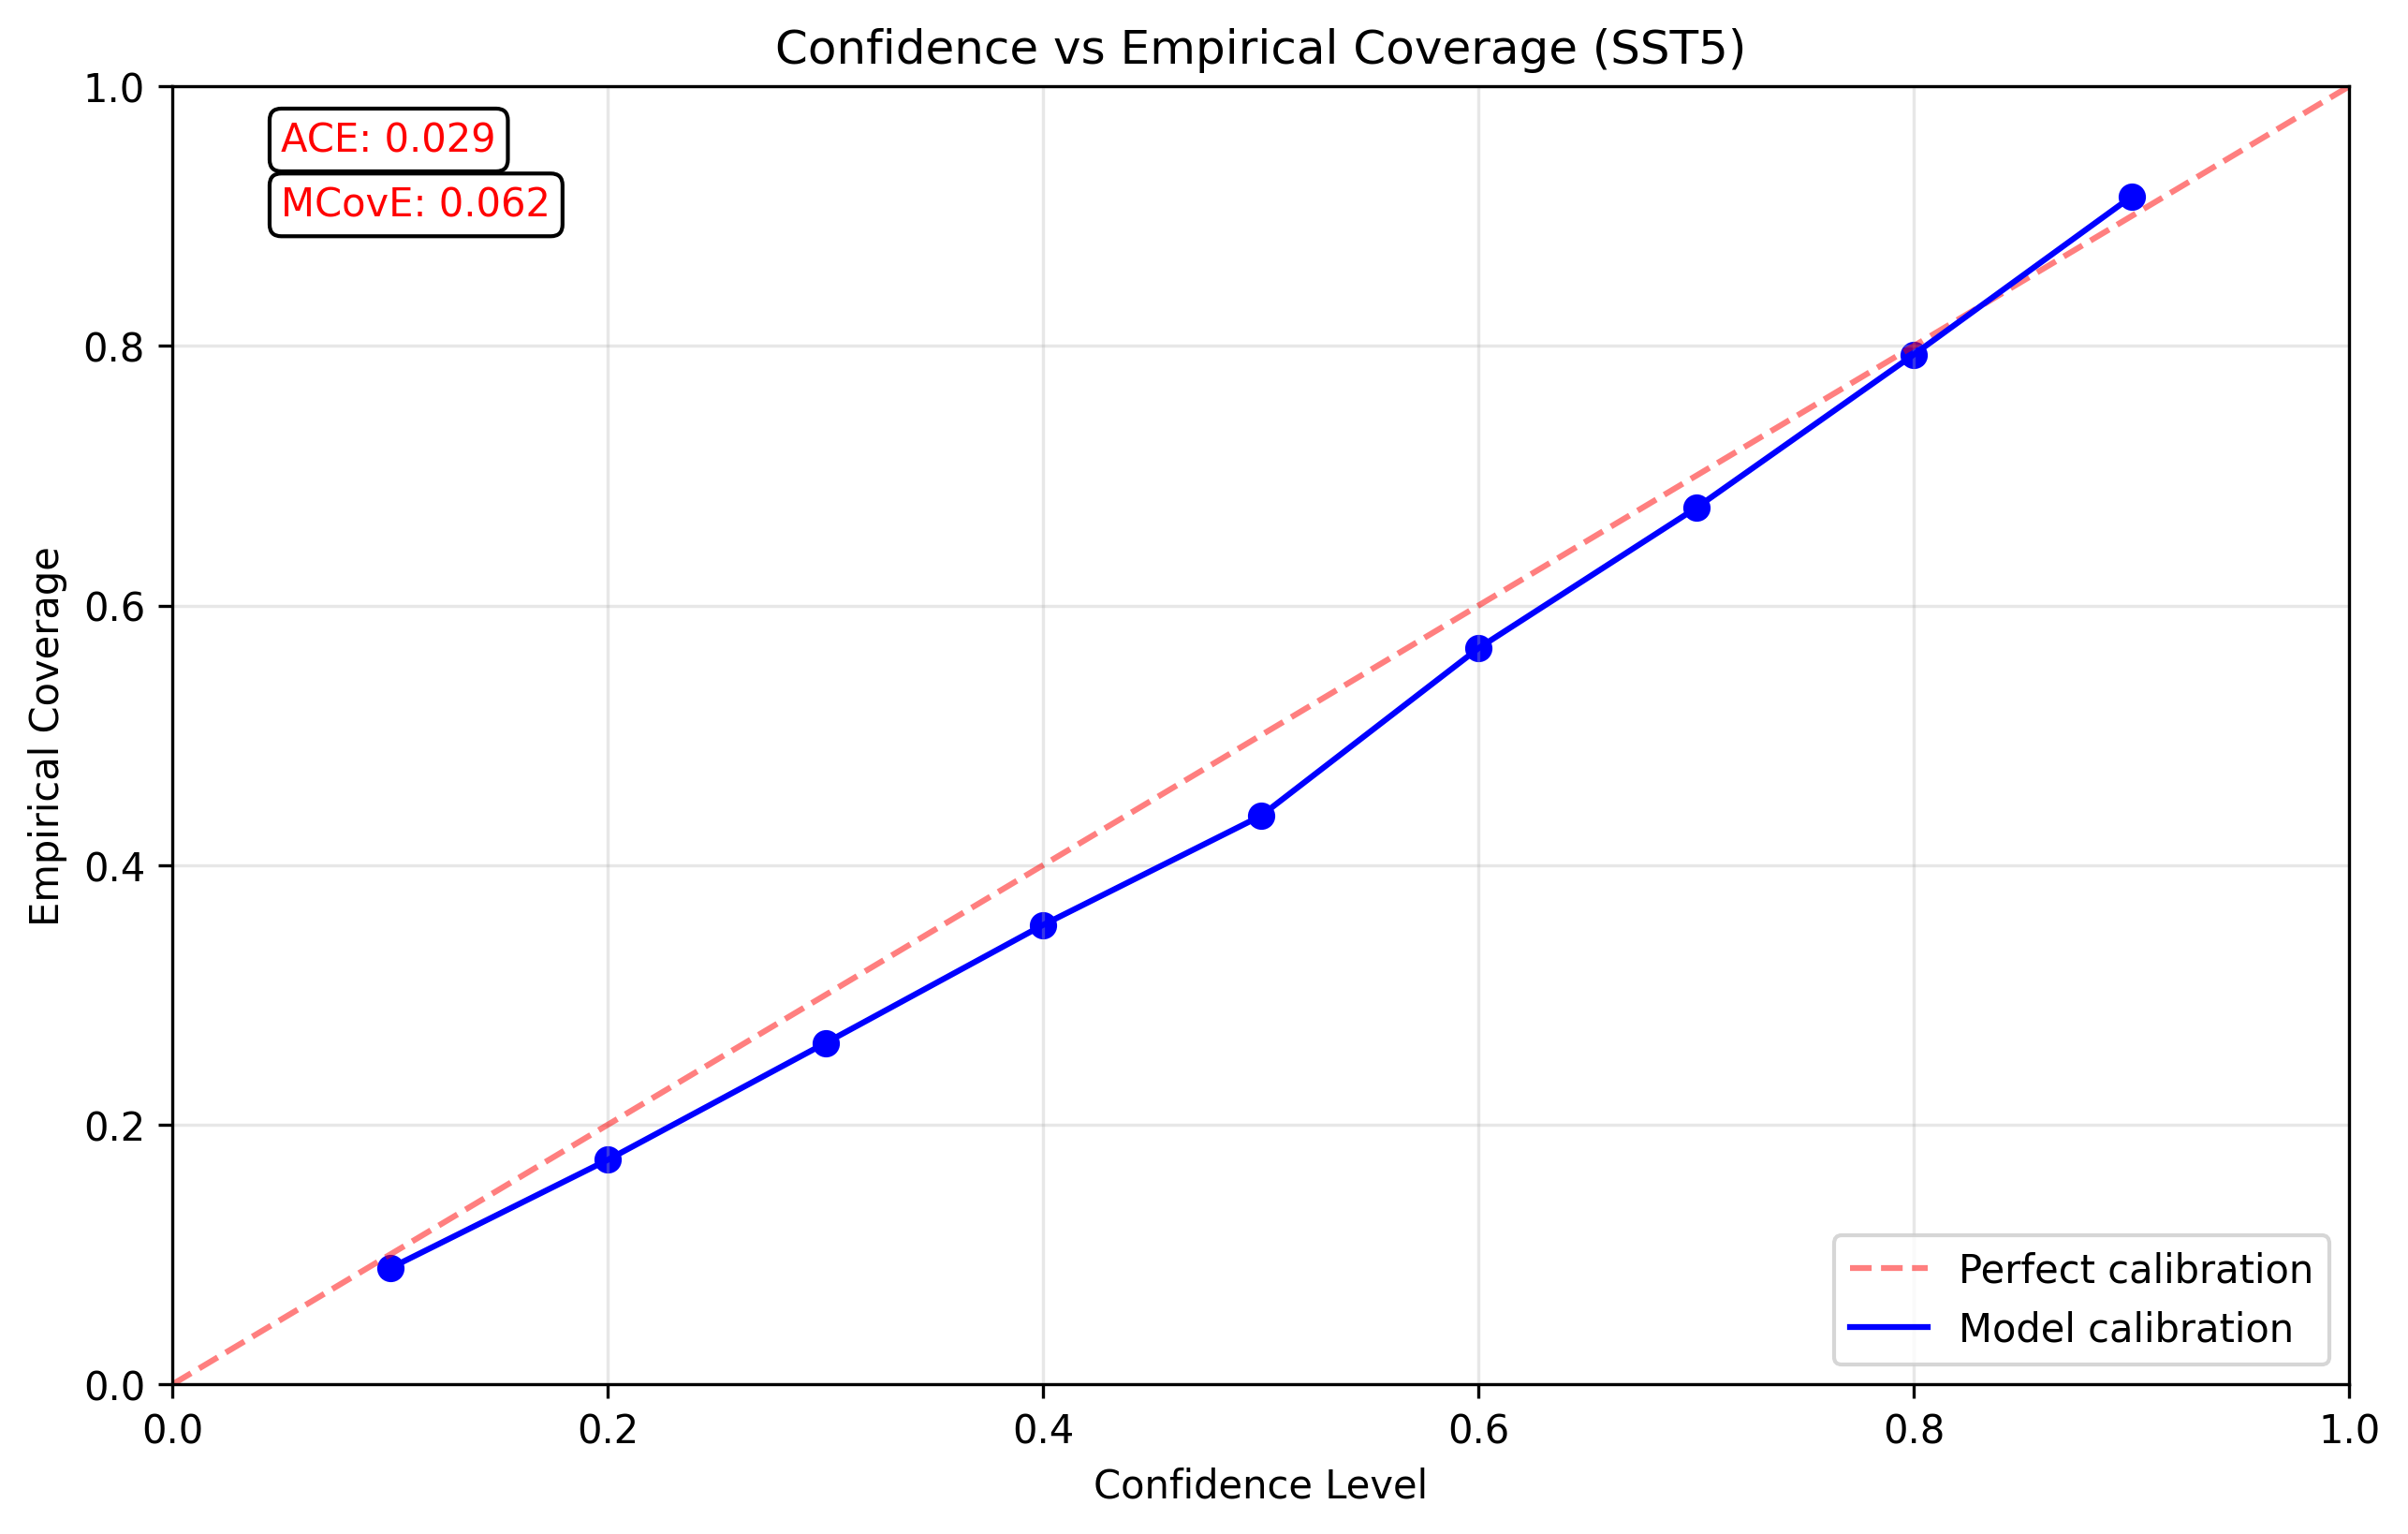 Confidence vs Empirical Coverage (SST5)
ACE: 0.029
MCovE: 0.062
1.0
0.8
0.6
0.4
0.2
0.0
Empirical Coverage
Perfect calibration
Model calibration
0.0 0.2 0.4 0.6 0.8 1.0
Confidence Level